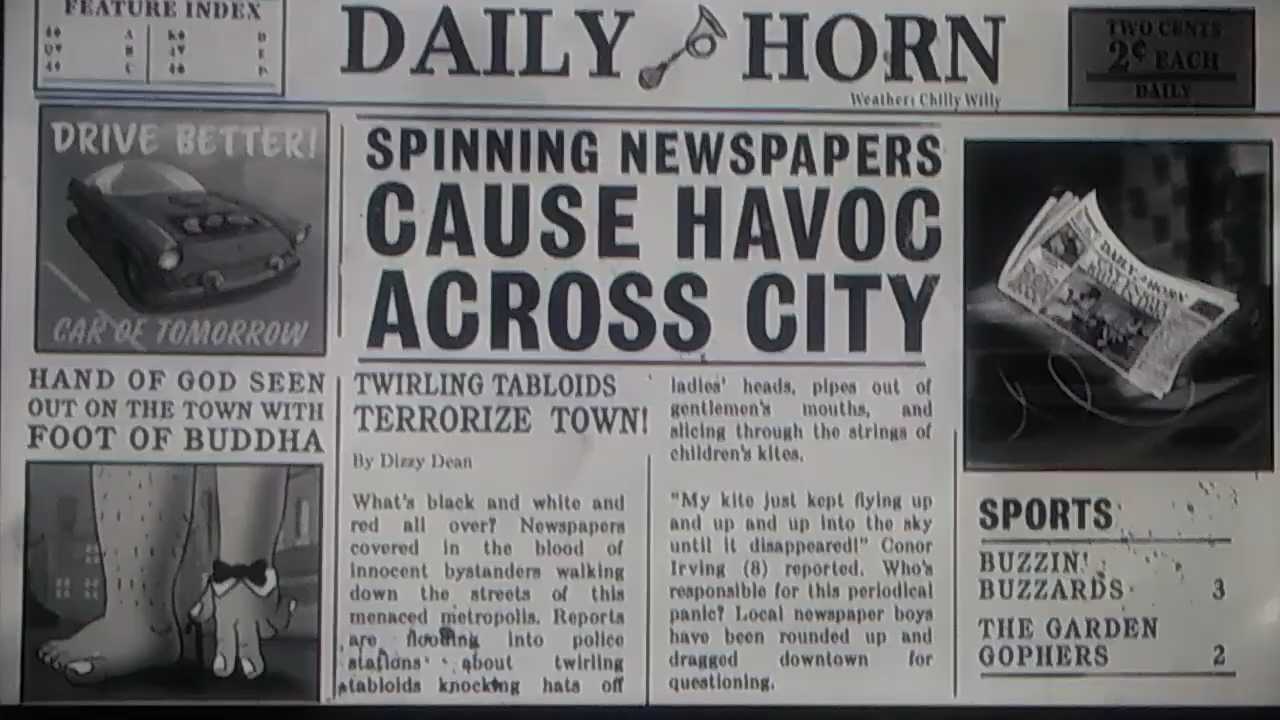 FEATURE INDEX
DAILY HORN
Weather: Chilly Willy
TWO CENTS
2¢ EACH
DAILY
DRIVE BETTER!
CAR OF TOMORROW
HAND OF GOD SEEN
OUT ON THE TOWN WITH
FOOT OF BUDDHA
SPINNING NEWSPAPERS
CAUSE HAVOC
ACROSS CITY
TWIRLING TABLOIDS
TERRORIZE TOWN!
By Dizzy Dean
What's black and white and
red all over? Newspapers
covered in the blood of
innocent bystanders walking
down the streets of this
menaced metropolis. Reports
are flooding into police
stations about twirling
tabloids knocking hats off
ladies' heads, pipes out of
gentlemen's mouths, and
slicing through the strings of
children's kites.
"My kite just kept flying up
and up and up into the sky
until it disappeared!" Conor
Irving (8) reported. Who's
responsible for this periodical
panic? Local newspaper boys
have been rounded up and
dragged downtown for
questioning.
DAILY HORN
SPORTS
BUZZIN!
BUZZARDS 3
THE GARDEN
GOPHERS 2